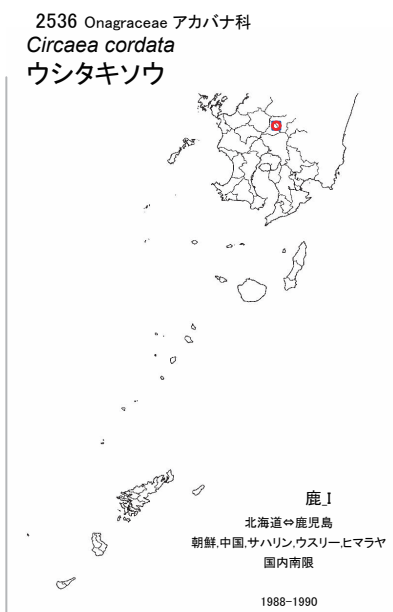 2536 Onagraceae アカバナ科
Circaea cordata
ウシタキソウ
鹿_I
北海道⇔鹿児島
朝鮮,中国,サハリン,ウスリー,ヒマラヤ
国内南限
1988-1990